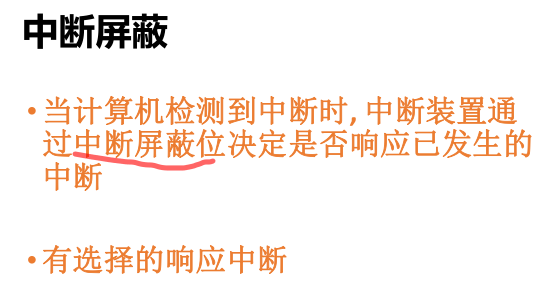 中断屏蔽
•当计算机检测到中断时, 中断装置通
过中断屏蔽位决定是否响应已发生的
中断
•有选择的响应中断